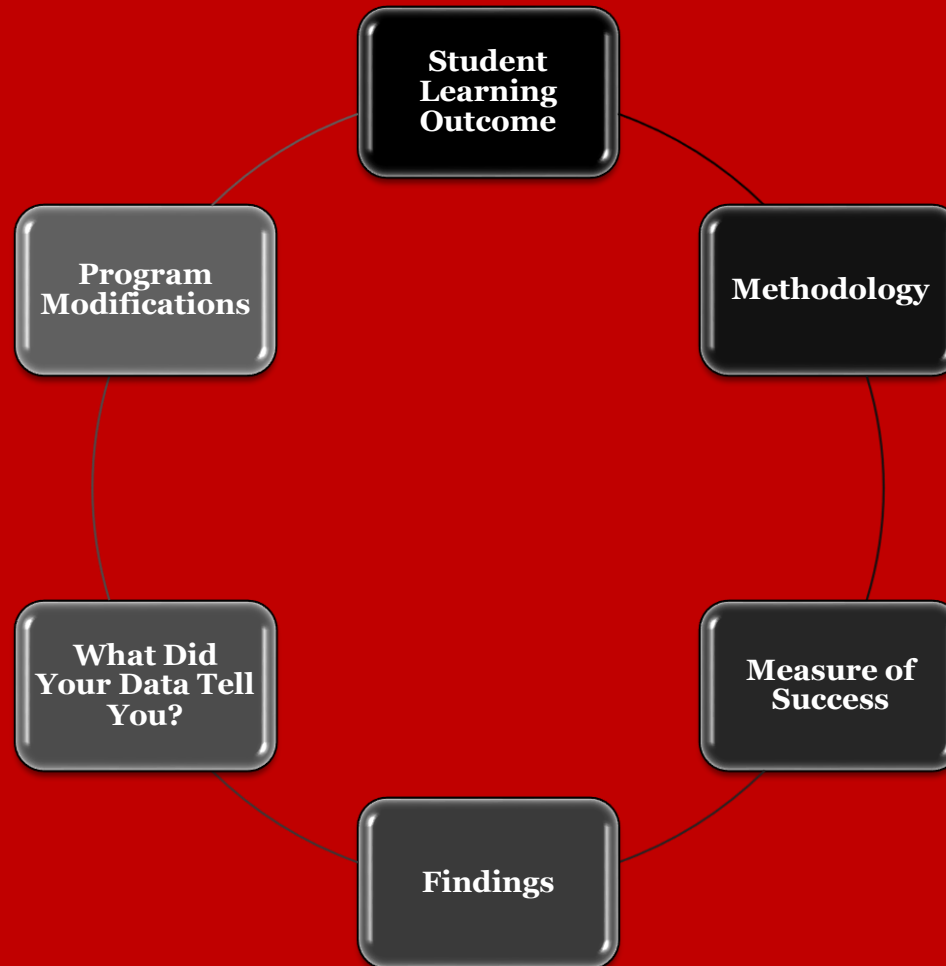 Student
Learning
Outcome
Methodology
Measure of
Success
Findings
What Did
Your Data Tell
You?
Program
Modifications